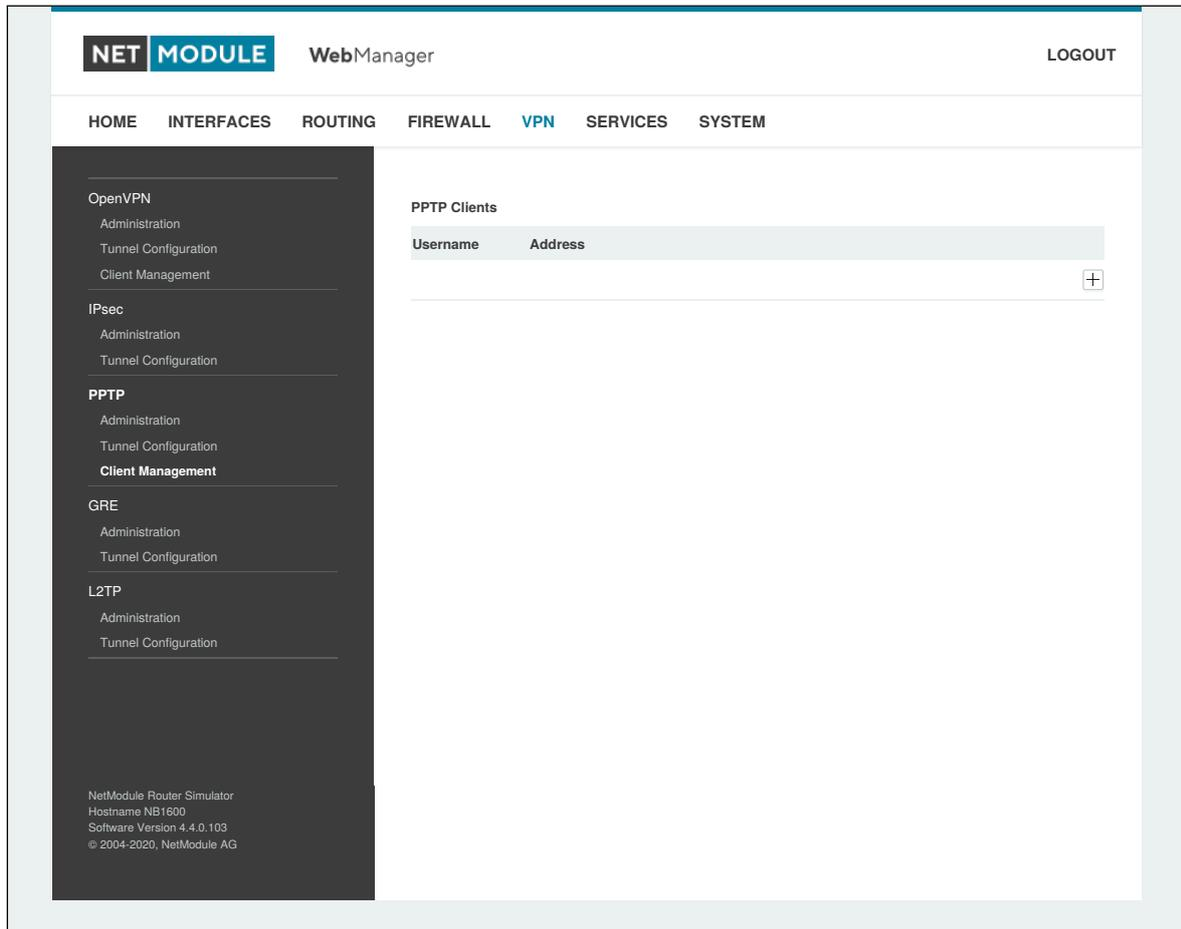 NET MODULE WebManager LOGOUT
HOME INTERFACES ROUTING FIREWALL VPN SERVICES SYSTEM
OpenVPN
Administration
Tunnel Configuration
Client Management
IPsec
Administration
Tunnel Configuration
PPTP
Administration
Tunnel Configuration
Client Management
GRE
Administration
Tunnel Configuration
L2TP
Administration
Tunnel Configuration
NetModule Router Simulator
Hostname NB1600
Software Version 4.4.0.103
© 2004-2020, NetModule AG
PPTP Clients
Username Address